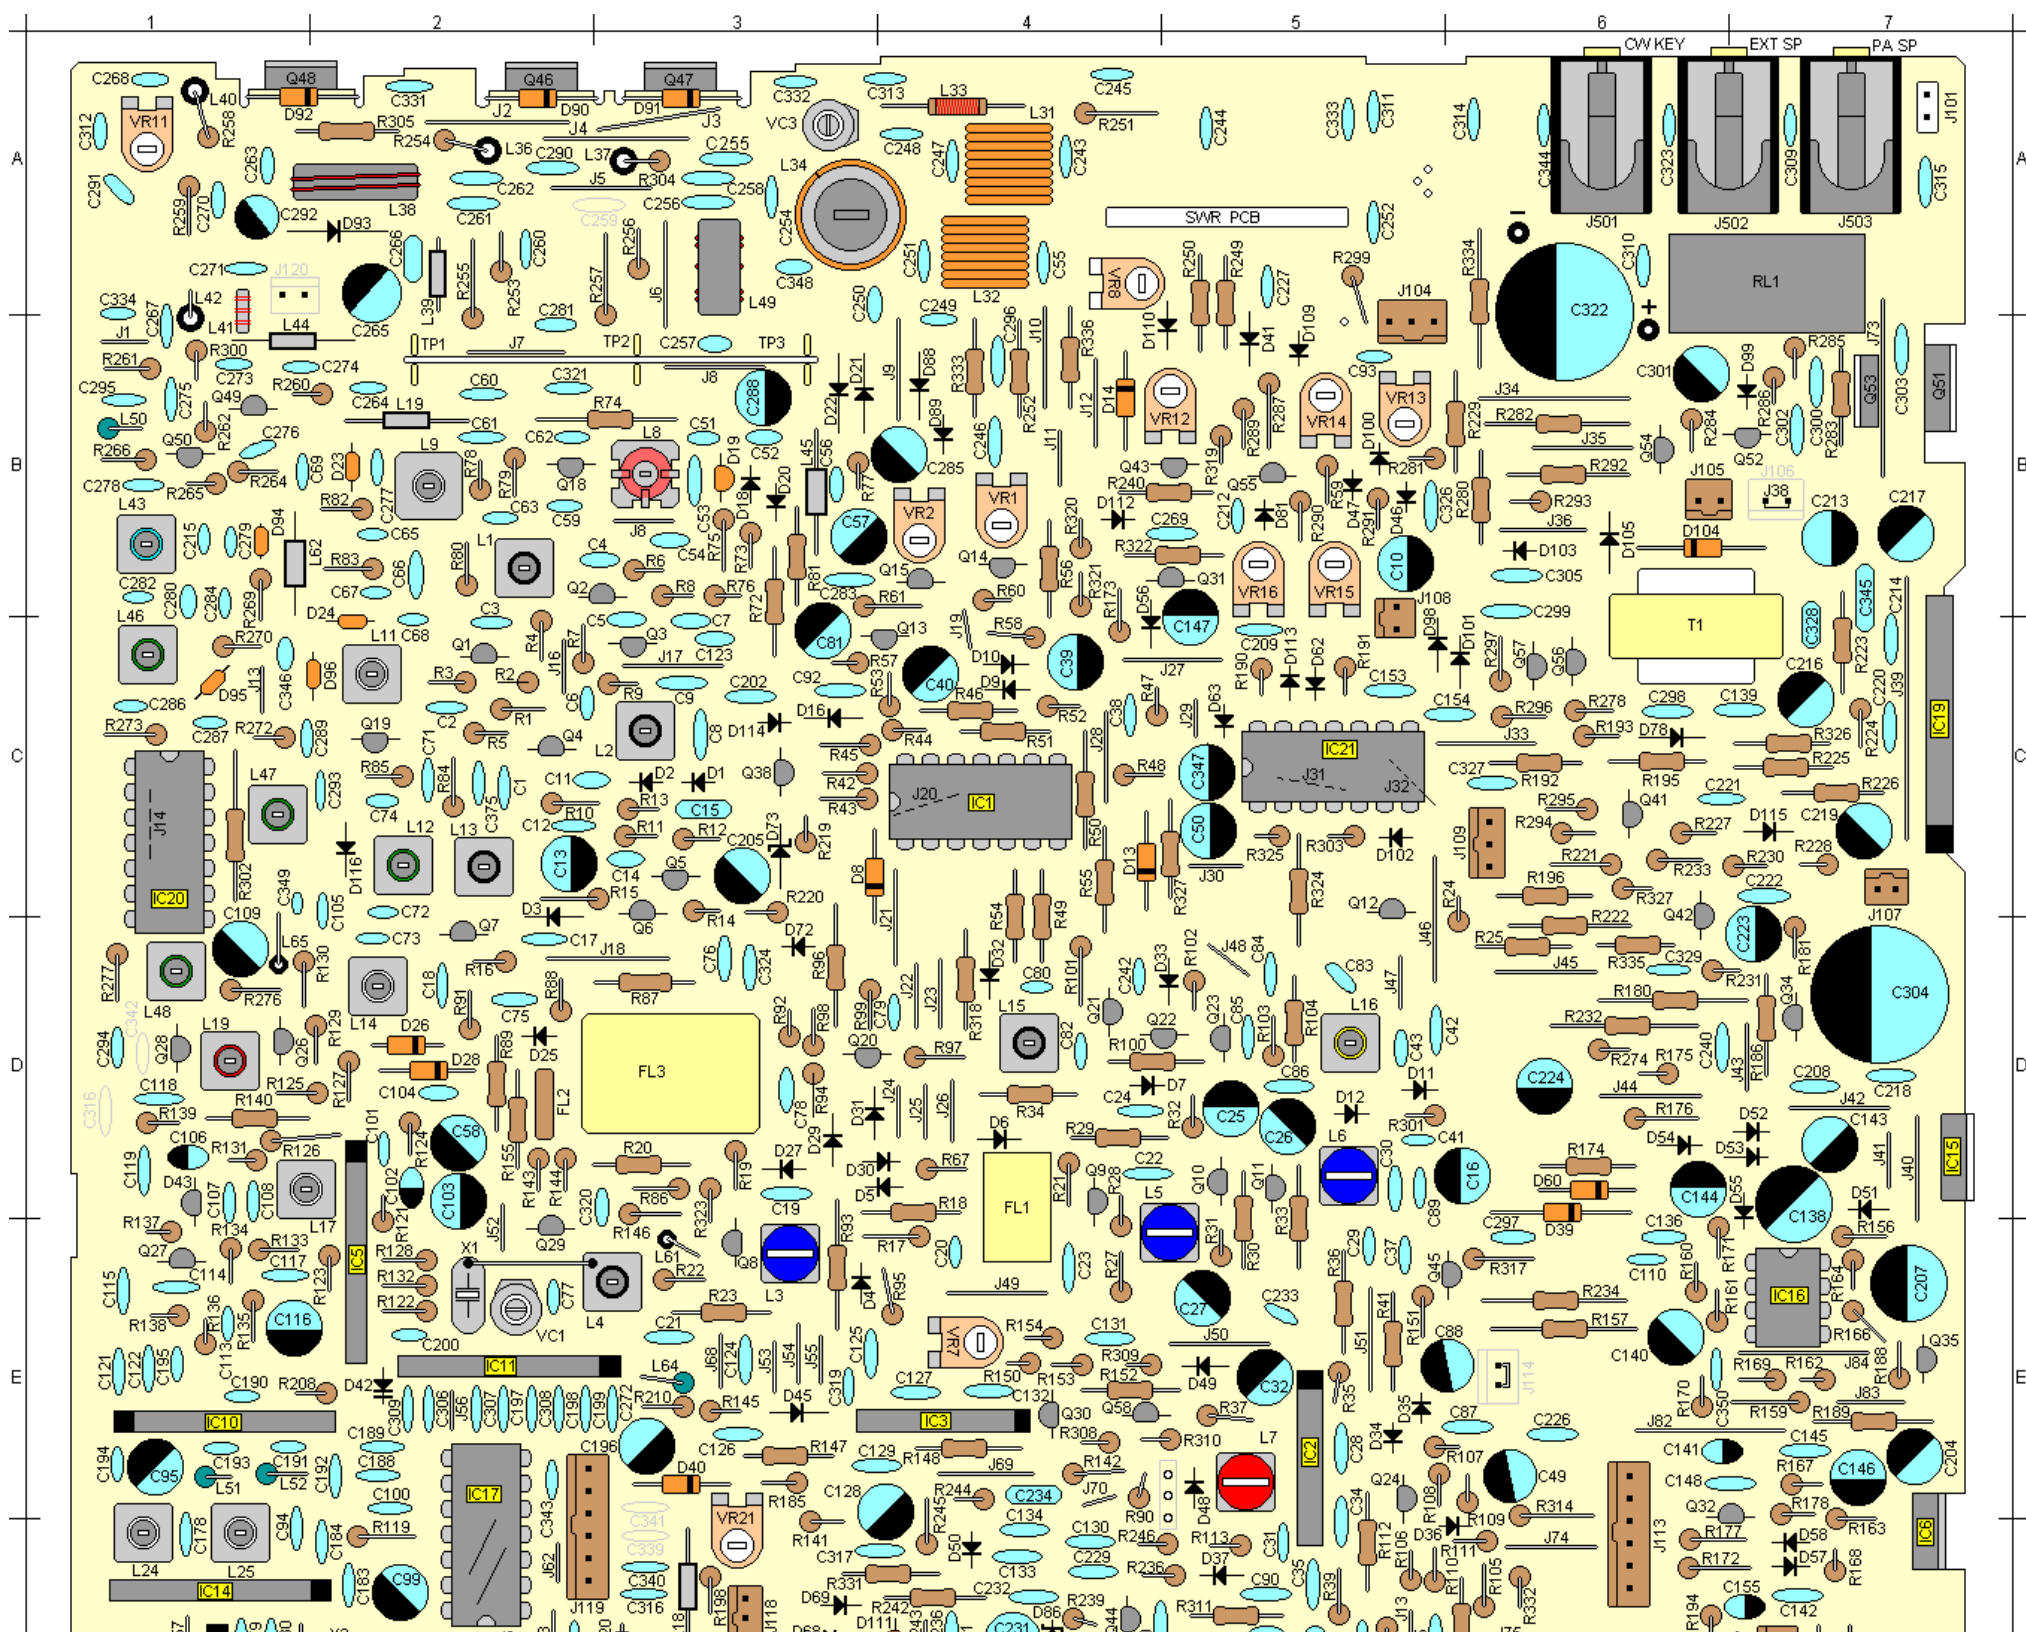 1 2 3 4 5 6 7
CW KEY EXT SP PA SP
C268 Q48 Q46 Q47 C332 C313 L33 C245
L40 C331 J2 D90 D91 J3 L31 C333 C311 C314 J101
VR11 D92 R305 J4 VC3 R251 C244
C312 R258 R254 L36 C290 L37 C255 C248 C247 C243 C344 C323 C309
A C263 R304 L34 A
C291 L38 C262 J5 C258 C315
R259 C270 C292 D93 C261 C259 C256 C254 SWR PCB C252 J501 J502 J503
C266 C260 R256 C251 C55 R250 R249 R299 R334 C310
C271 J120 R255 R253 R257 J6 L49 C348 VR8 C227 J104 C322 RL1
C334 C267 L42 L41 L44 C265 L39 C281 C250 C249 L32
J1 TP1 J7 TP2 C257 TP3 C296 J10 R336 D110 D41 D109 J73
R261 R300 C273 C274 C60 C321 J8 D21 D88 J9 R333 C93 C301 D99 R285
C295 C275 R260 C264 L19 R74 C288 D22 R252 J12 D14 VR12 VR14 VR13 J34 R286 Q53 C303 Q51
L50 Q49 R262 C276 L9 C61 C62 L8 C51 D19 C52 D89 C246 J11 R289 R287 D100 R229 R282 R284 C302 C300 R283
B R266 Q50 R264 C69 D23 R78 R79 Q18 L45 C56 R77 C285 Q43 R319 R281 J35 Q54 Q52 B
C278 R265 R82 C277 C63 C59 D18 D20 VR2 VR1 R240 Q55 R59 R280 R292 J105 J106 J38
L43 C215 C279 D94 L62 C65 L1 J8 C53 C57 R320 D112 C212 D81 R290 D47 R291 D46 C326 R293 C213 C217
R83 C66 R80 C4 C54 R75 R73 Q14 C269 R322 C10 J36 D105 D104
C282 C280 C284 R269 C67 Q2 R6 R8 R76 R81 Q15 C283 R56 R321 Q31 VR16 VR15 D103 C305 C345 C214
L46 D24 L11 C68 C3 R4 C5 C7 R72 C81 R61 R60 R173 D56 C147 J108 D98 C299 T1 C328
R270 Q1 R7 Q3 C123 Q13 J19 R58 C39 C209 D113 D62 D101 R297 Q57 Q56 R223
D95 J13 C346 D96 R3 R2 J16 J17 R57 D10 J27 R190 R191 C216 C220 J39
C286 C2 R1 C6 R9 C9 C202 C92 R53 C40 D9 R46 R47 C153 R278 C298 C139 IC19
R273 C287 R272 C289 Q19 R5 Q4 L2 C8 D114 D16 R44 R52 C38 J29 D63 C154 R296 R193 D78 R224
C L47 C71 R45 R51 J28 IC21 J33 R326 C
R85 R84 C1 C11 D2 D1 Q38 R42 R48 C347 J31 J32 C327 R192 R195 R225 R226
J14 C293 C74 C375 R10 R13 C15 R43 J20 IC1 R295 Q41 C221
L12 L13 C12 R11 R12 C205 D73 R219 R50 C50 J109 R294 R227 D115 C219
R302 D116 C13 C14 Q5 D8 R55 D13 R327 J30 R325 R303 D102 R221 R233 R230 R228
IC20 C349 C105 R15 R324 R24 R196 R327 C222
C109 C72 D3 Q6 R14 R220 J21 R54 R49 Q12 R222 Q42 J107
C73 Q7 C17 J18 D72 D32 R102 J48 J46 R25 C223 R181
R277 L65 R130 C18 R16 C76 C324 R96 J22 J23 C80 R101 C242 D33 C84 C83 J47 J45 R335 C329 R231
L48 R276 L14 R91 R88 R87 C79 R318 L15 Q21 Q23 C85 L16 R180 Q34 C304
C342 L19 R129 D26 C75 R92 R98 R99 C82 Q22 R103 R104 C42 R232 C240
D C294 Q28 Q26 R89 D25 FL3 Q20 R97 R100 C43 R274 R175 J43 R186 D
C118 R125 R127 D28 C104 FL2 R94 J24 C86 D11 C224 J44 C208 C218
C316 R139 R140 C101 C78 D31 J25 J26 R34 D7 C24 R32 C25 D12 R176 J42 C143
C106 R131 R126 R124 C58 R155 R20 D29 D6 R29 C26 L6 R301 C41 D54 D52 D53
C119 D43 C107 C108 C102 C103 R143 R144 R19 D27 D30 R67 FL1 R21 Q9 R28 C22 Q10 Q11 C30 C16 R174 J41 J40 IC15
R137 R134 L17 R121 J52 C320 R86 R323 C19 D5 R18 L5 C89 D60 C144 D55 D51
Q27 R133 IC5 X1 Q29 R146 L61 R93 R17 C20 R31 R33 C29 C37 C297 D39 C136 C138 R156
C115 C114 C117 R123 R128 R132 C77 R22 Q8 L3 D4 R95 C23 R27 R30 R36 Q45 R317 C110 R160 R171 R164 C207
R138 R136 R135 C116 R122 VC1 L4 R23 J49 C27 C233 R41 R151 R234 R161 IC16
C121 C122 C195 C113 C200 C21 C125 VR7 R154 C131 J50 J51 C88 R157 C140 R166 Q35
E IC11 L64 J68 C124 J53 J54 J55 R153 R309 D49 C32 J114 R169 R162 J84 R188 E
C190 R208 D42 C309 C306 J56 C307 C197 C308 C198 C199 C272 R210 R145 D45 C319 C127 R150 C132 R152 R35 R170 C350 R159 J83
IC10 C126 IC3 Q30 Q58 R37 D35 C87 C226 J82 R189
C194 C95 C193 C191 L51 L52 C192 C189 C188 C196 R147 C129 R148 R308 R310 L7 IC2 C28 D34 R107 C49 C141 C145 C204
C100 IC17 D40 R185 J69 R142 D48 Q24 R108 C148 R167 C146
L24 C178 L25 C94 C184 R119 C343 C341 VR21 C128 R244 C234 J70 R90 C34 R109 R314 Q32 R178
C339 R141 R245 C134 C130 R246 R113 C31 R112 R106 D36 R111 J74 J113 R177 D58 R163 IC6
IC14 C183 C99 J62 C340 C317 D50 C133 C229 R236 D37 C35 R110 R105 R172 D57 R168
J119 C316 R198 J118 R331 D69 R242 C232 R239 C90 R39 R332 C155
D111 C231 D86 Q44 R311 J13 R194 C142